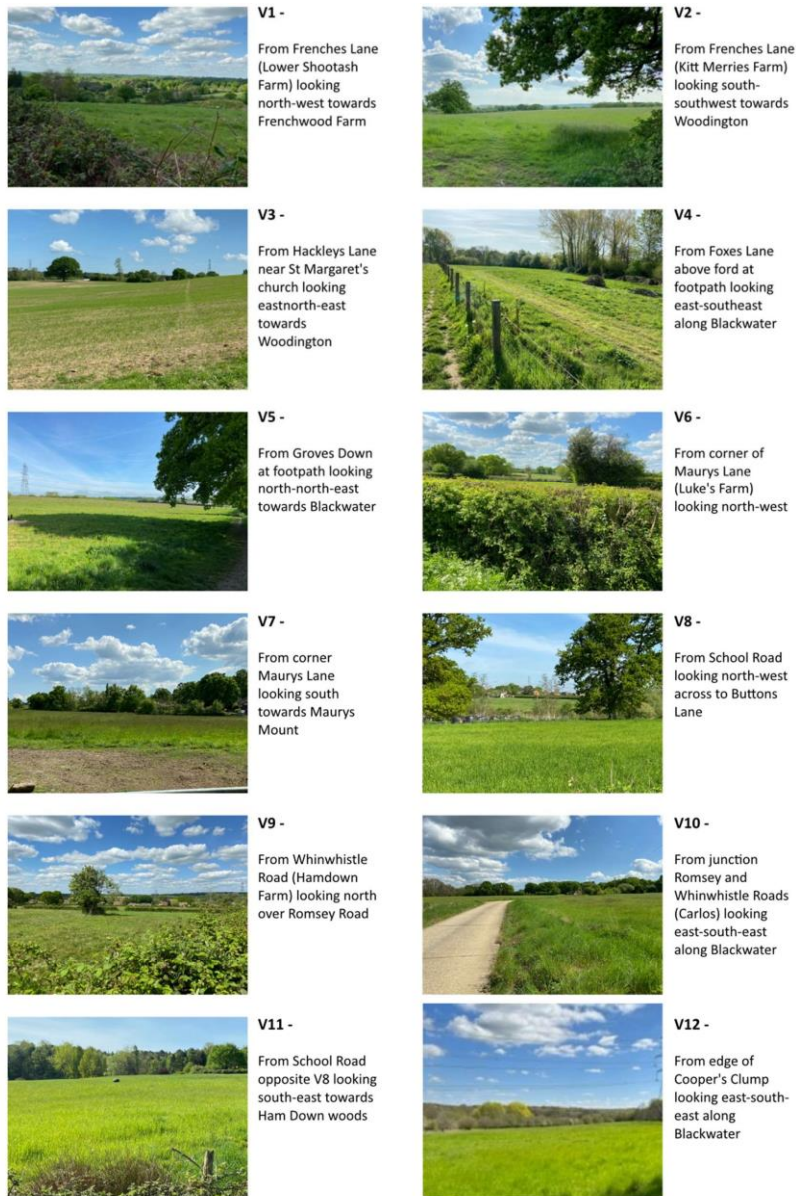 V1 -
From Frenches Lane
(Lower Shootash
Farm) looking
north-west towards
Frenchwood Farm
V2 -
From Frenches Lane
(Kitt Merries Farm)
looking south-
southwest towards
Woodington
V3 -
From Hackleys Lane
near St Margaret's
church looking
eastnorth-east
towards
Woodington
V4 -
From Foxes Lane
above ford at
footpath looking
east-southeast
along Blackwater
V5 -
From Groves Down
at footpath looking
north-north-east
towards Blackwater
V6 -
From corner of
Maurys Lane
(Luke's Farm)
looking north-west
V7 -
From corner
Maurys Lane
looking south
towards Maurys
Mount
V8 -
From School Road
looking north-west
across to Buttons
Lane
V9 -
From Whinwhistle
Road (Hamdown
Farm) looking north
over Romsey Road
V10 -
From junction
Romsey and
Whinwhistle Roads
(Carlos) looking
east-south-east
along Blackwater
V11 -
From School Road
opposite V8 looking
south-east towards
Ham Down woods
V12 -
From edge of
Cooper's Clump
looking east-south-
east along
Blackwater